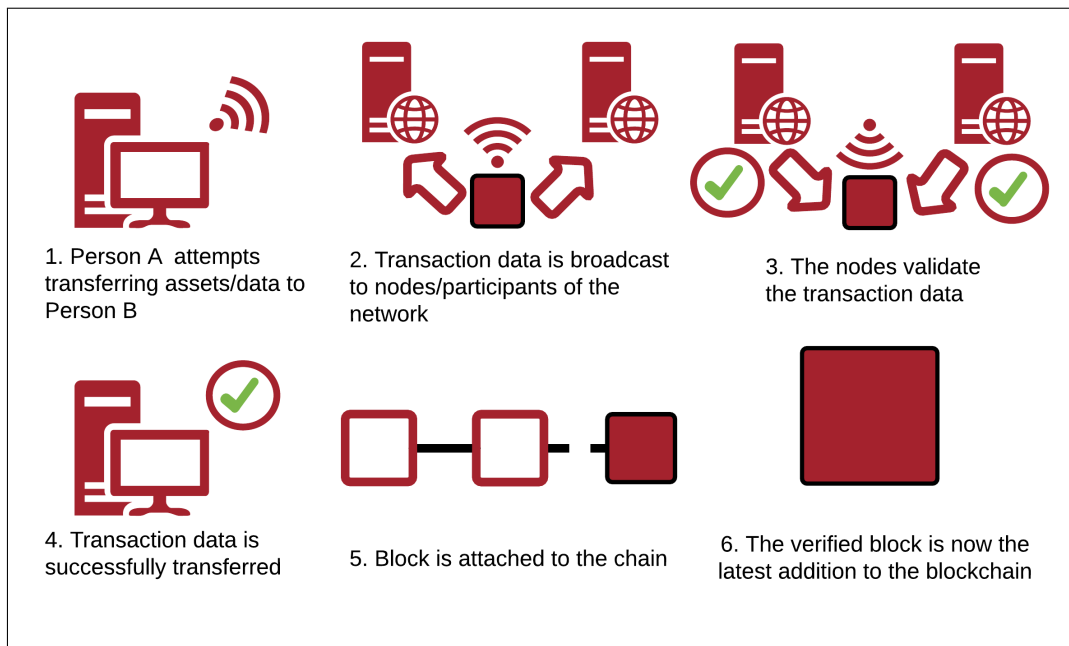 1. Person A  attempts
transferring assets/data to
Person B
2. Transaction data is broadcast
to nodes/participants of the
network
3. The nodes validate
the transaction data
4. Transaction data is
successfully transferred
5. Block is attached to the chain
6. The verified block is now the
latest addition to the blockchain